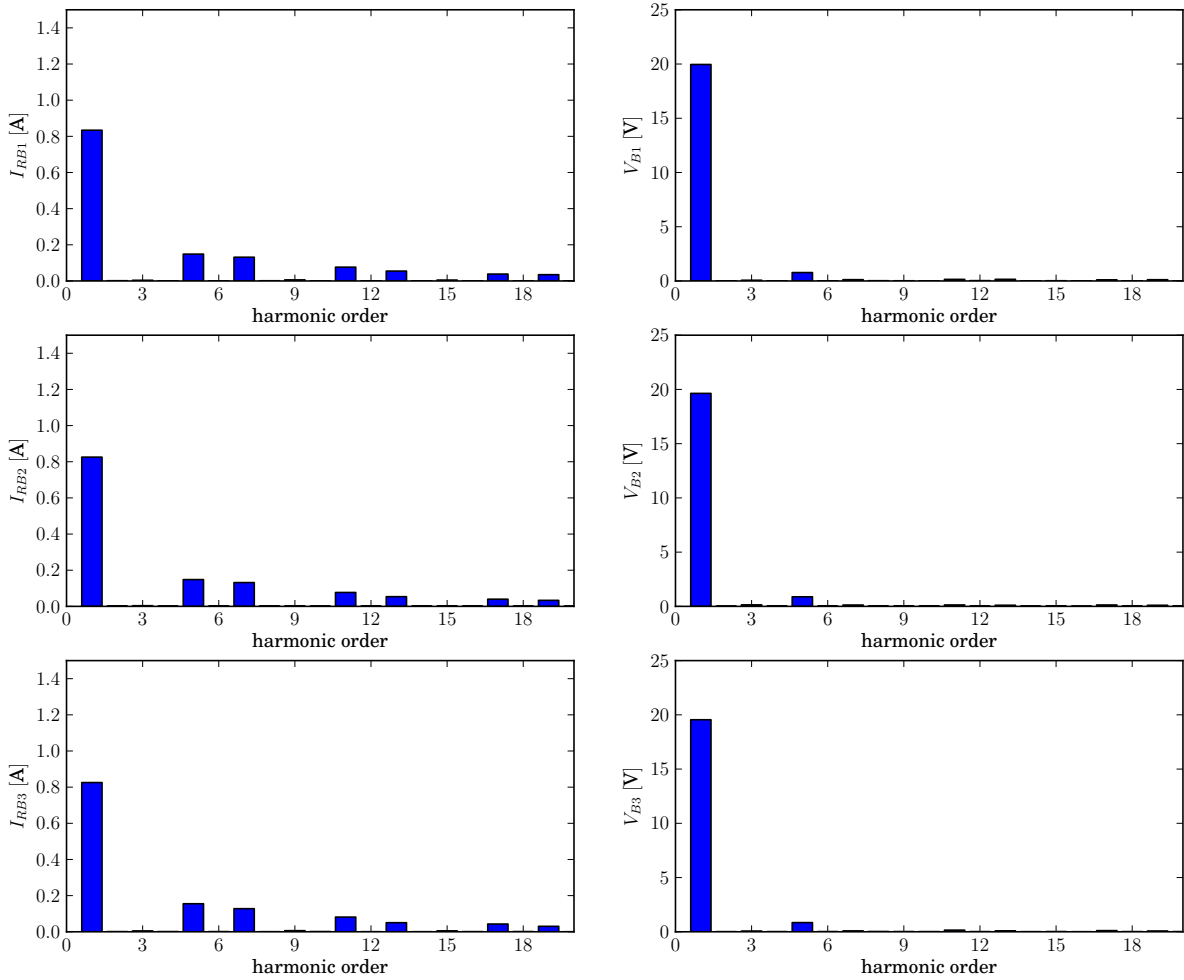 I_{RB1} [A]
1.4
1.2
1.0
0.8
0.6
0.4
0.2
0.0
0 3 6 9 12 15 18
harmonic order
V_{B1} [V]
25
20
15
10
5
0
0 3 6 9 12 15 18
harmonic order
I_{RB2} [A]
1.4
1.2
1.0
0.8
0.6
0.4
0.2
0.0
0 3 6 9 12 15 18
harmonic order
V_{B2} [V]
25
20
15
10
5
0
0 3 6 9 12 15 18
harmonic order
I_{RB3} [A]
1.4
1.2
1.0
0.8
0.6
0.4
0.2
0.0
0 3 6 9 12 15 18
harmonic order
V_{B3} [V]
25
20
15
10
5
0
0 3 6 9 12 15 18
harmonic order